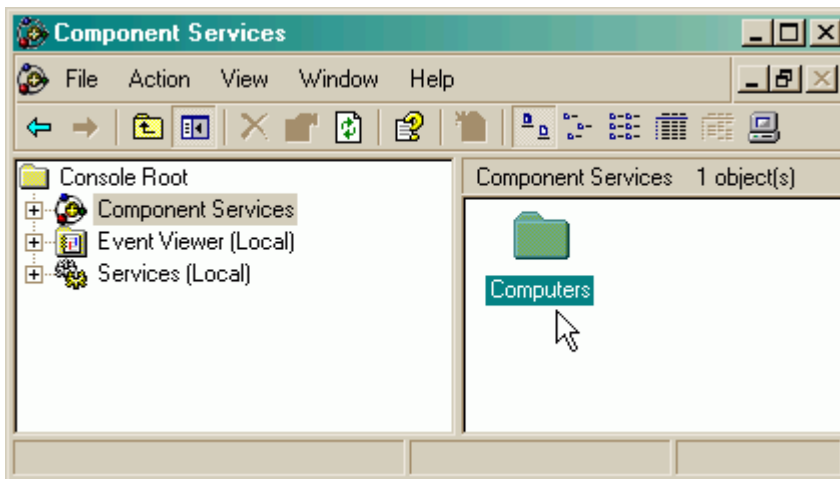 Component Services
File Action View Window Help
Console Root
Component Services
Event Viewer (Local)
Services (Local)
Component Services 1 object(s)
Computers